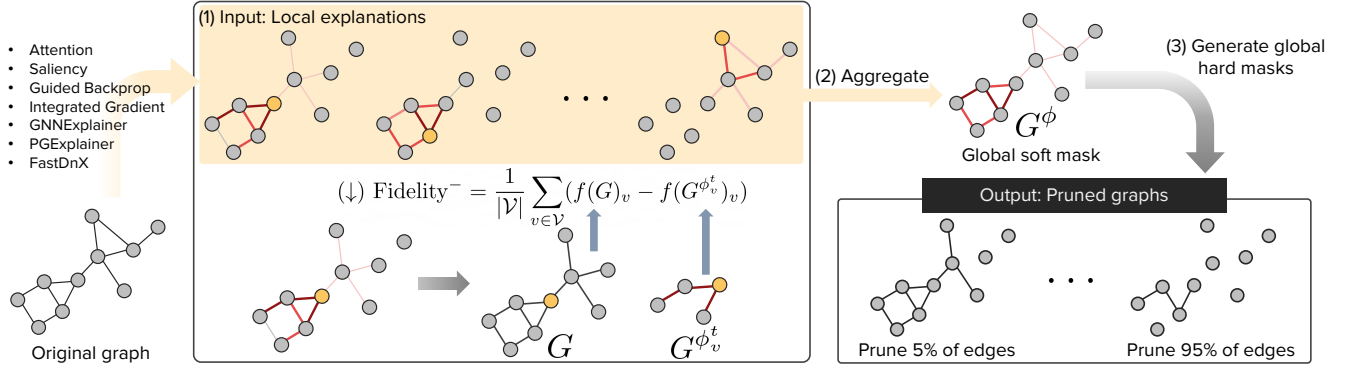 (1) Input: Local explanations
• Attention
• Saliency
• Guided Backprop
• Integrated Gradient
• GNNExplainer
• PGExplainer
• FastDnX
Original graph
. . .
(↓) Fidelity⁻ = 1/|𝒱| ∑_{v∈𝒱} (f(G)_v − f(G^{ϕ_v^t})_v)
G
G^{ϕ_v^t}
(2) Aggregate
G^ϕ
Global soft mask
(3) Generate global
hard masks
Output: Pruned graphs
. . .
Prune 5% of edges
Prune 95% of edges